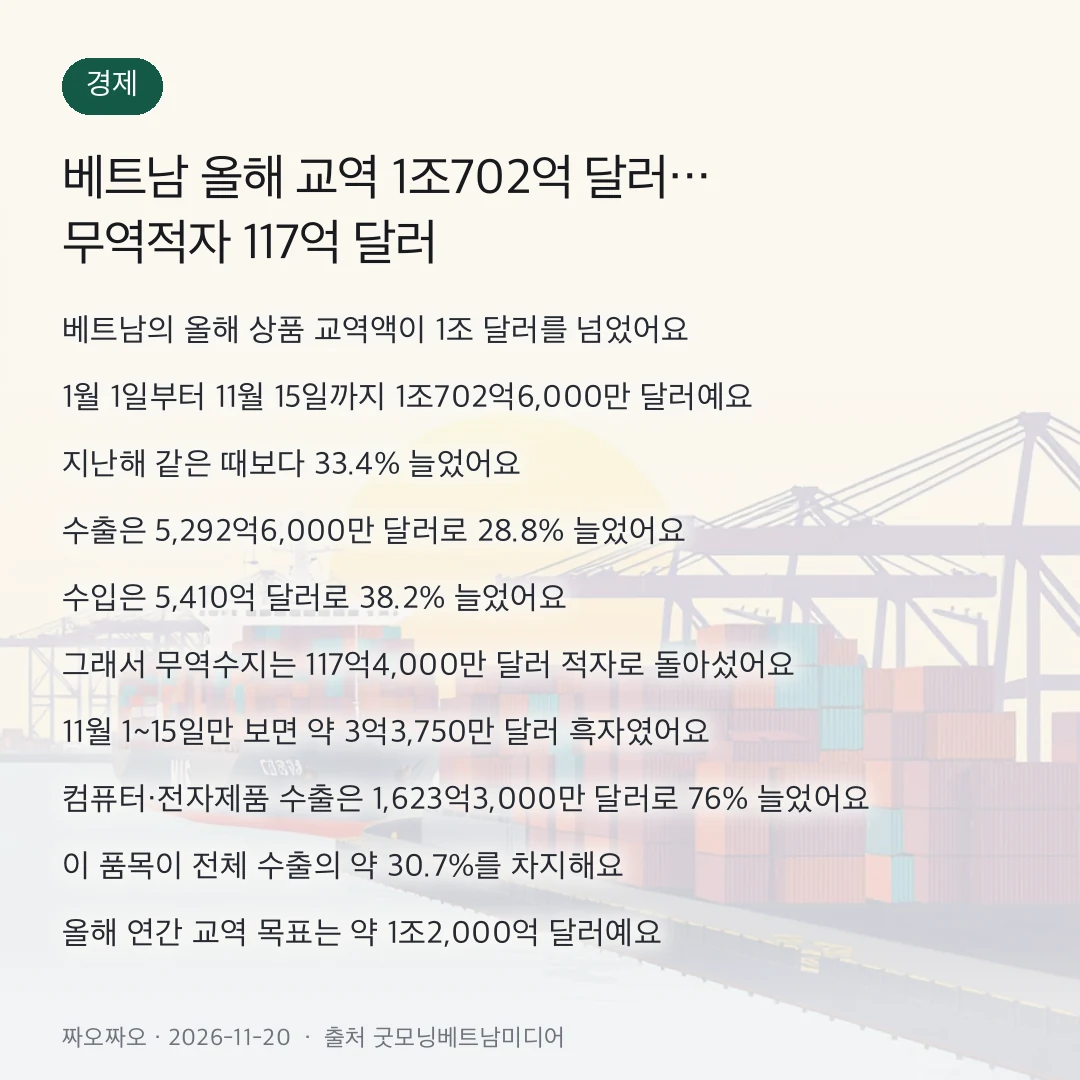 경제
베트남 올해 교역 1조702억 달러…
무역적자 117억 달러
베트남의 올해 상품 교역액이 1조 달러를 넘었어요
1월 1일부터 11월 15일까지 1조702억6,000만 달러예요
지난해 같은 때보다 33.4% 늘었어요
수출은 5,292억6,000만 달러로 28.8% 늘었어요
수입은 5,410억 달러로 38.2% 늘었어요
그래서 무역수지는 117억4,000만 달러 적자로 돌아섰어요
11월 1~15일만 보면 약 3억3,750만 달러 흑자였어요
컴퓨터·전자제품 수출은 1,623억3,000만 달러로 76% 늘었어요
이 품목이 전체 수출의 약 30.7%를 차지해요
올해 연간 교역 목표는 약 1조2,000억 달러예요
짜오짜오 · 2026-11-20 · 출처 굿모닝베트남미디어